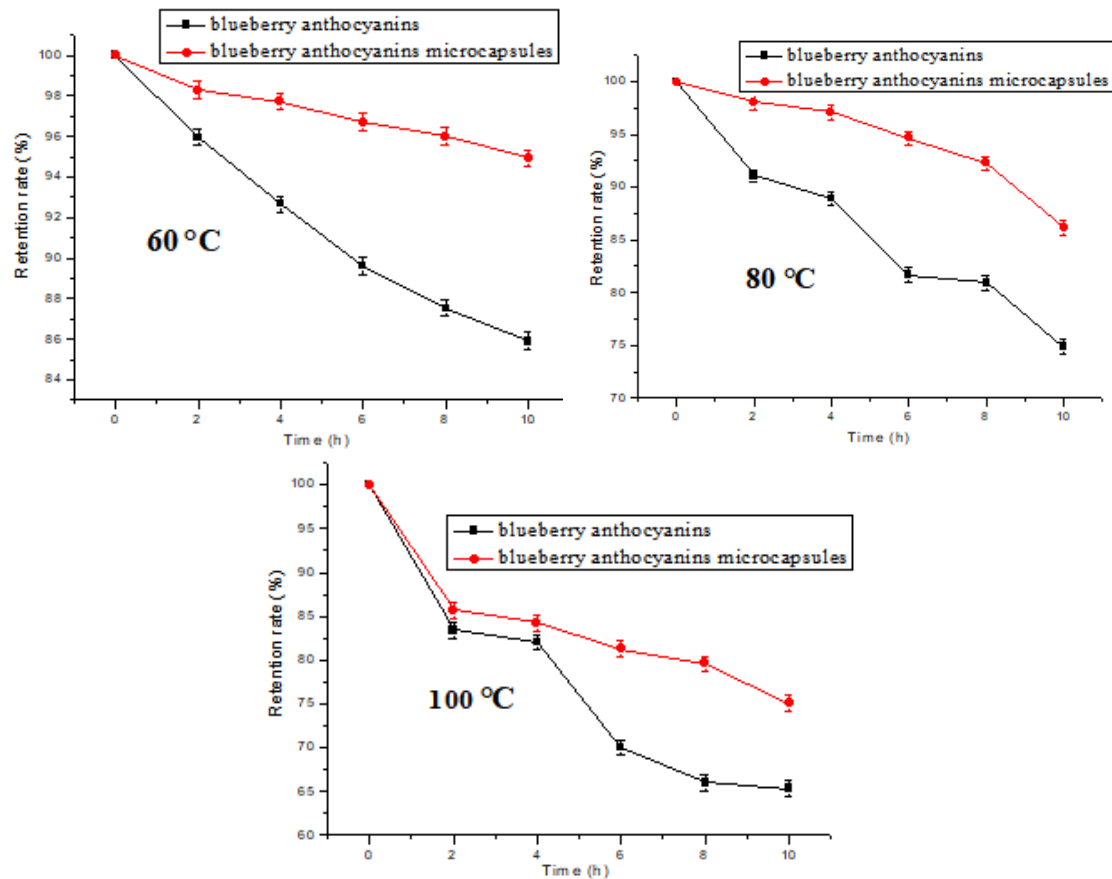 blueberry anthocyanins
blueberry anthocyanins microcapsules
100
98
96
94
92
90
88
86
84
Retention rate (%)
60 °C
0 2 4 6 8 10
Time (h)
blueberry anthocyanins
blueberry anthocyanins microcapsules
100
95
90
85
80
75
70
Retention rate (%)
80 ℃
0 2 4 6 8 10
Time (h)
100
95
90
85
80
75
70
65
60
Retention rate (%)
blueberry anthocyanins
blueberry anthocyanins microcapsules
100 ℃
0 2 4 6 8 10
Time (h)